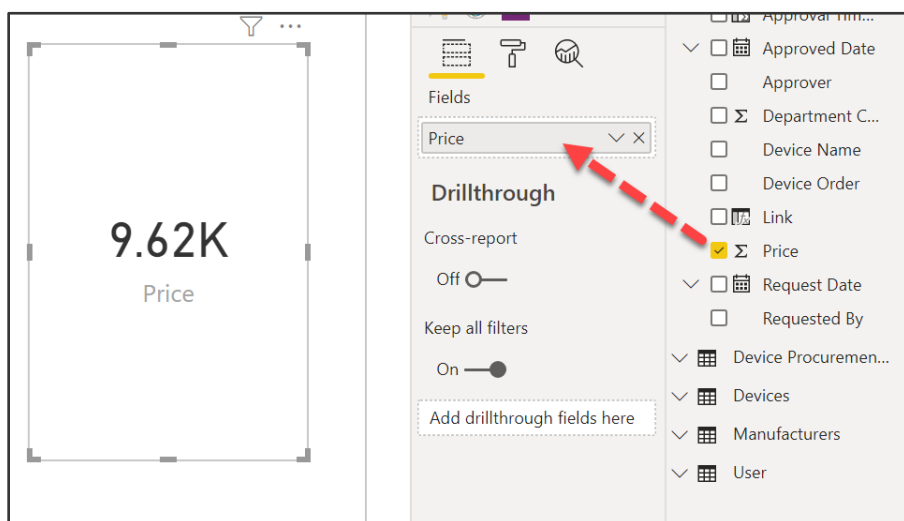 9.62K
Price
Fields
Price
Drillthrough
Cross-report
Off
Keep all filters
On
Add drillthrough fields here
Approved Date
Approver
Department C...
Device Name
Device Order
Link
Price
Request Date
Requested By
Device Procuremen...
Devices
Manufacturers
User